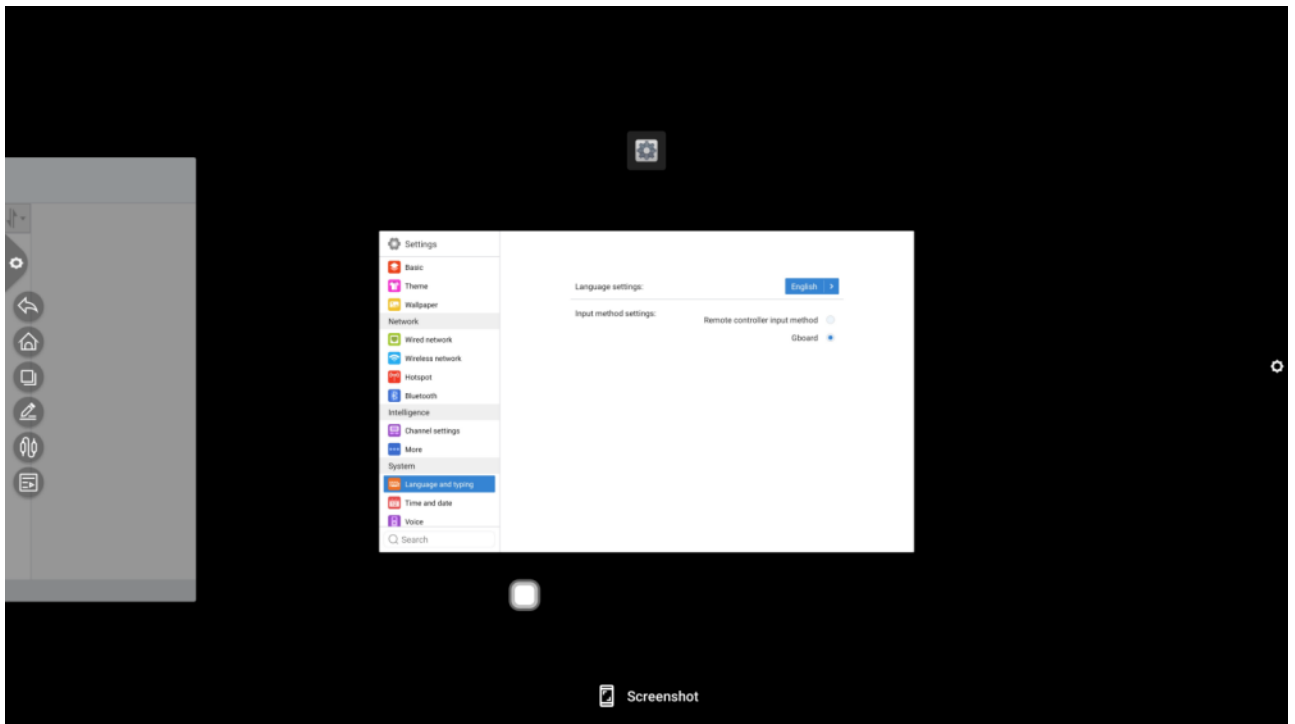 Settings
Basic
Theme
Wallpaper
Network
Wired network
Wireless network
Hotspot
Bluetooth
Intelligence
Channel settings
More
System
Language and typing
Time and date
Voice
Search
Language settings:
English
Input method settings:
Remote controller input method
Gboard
Screenshot